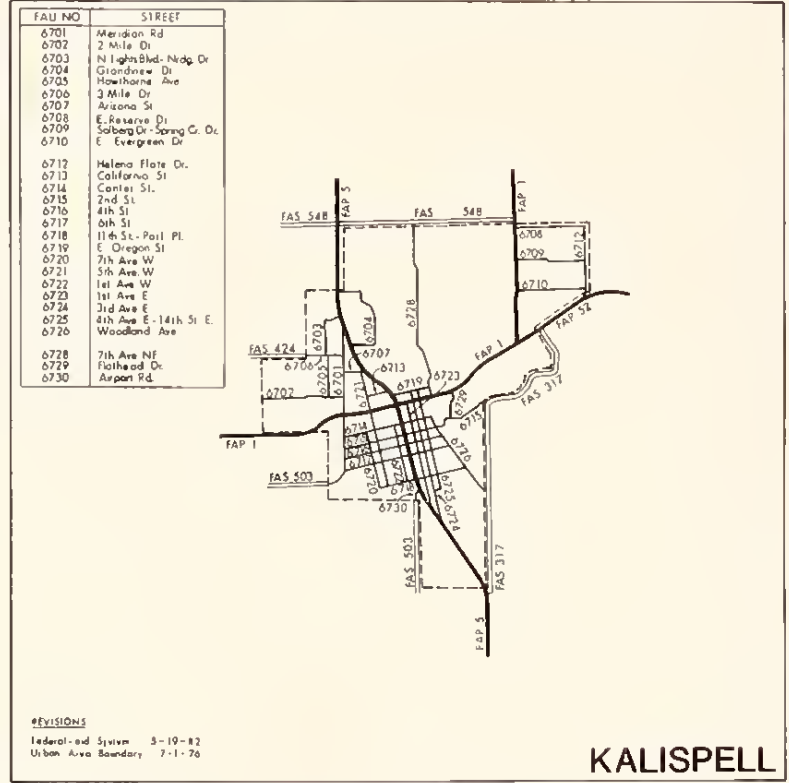 FAU NO STREET
6701 Meridian Rd
6702 2 Mile Dr
6703 N Lights Blvd - Nrdg. Dr
6704 Grandview Dr
6705 Hawthorne Ave
6706 3 Mile Dr
6707 Arizona St
6708 E. Reserve Dr
6709 Solberg Dr - Spring Cr. Dr.
6710 E Evergreen Dr
6712 Helena Flats Dr.
6713 California St
6714 Center St.
6715 2nd St
6716 4th St
6717 6th St
6718 11th St. - Pl.
6719 E Oregon St
6720 7th Ave W
6721 5th Ave. W
6722 1st Ave W
6723 1st Ave E
6724 3rd Ave E
6725 4th Ave E - 14th St E.
6726 Woodland Ave
6728 7th Ave NE
6729 Flathead Dr.
6730 Airport Rd.
FAP 5
FAP 1
FAS 548
FAS 548
6708
6712
6709
6710
6728
FAP 52
6703
6704
FAP 1
FAS 424
6707
6706
6705
6701
6713
6702
6721
6719
6723
6729
6715
FAS 317
6714
FAP 1
6726
FAS 503
6720
6725
6724
6730
FAS 503
FAS 317
FAP 5
REVISIONS
Federal-aid System 5-19-82
Urban Area Boundary 7-1-76
KALISPELL